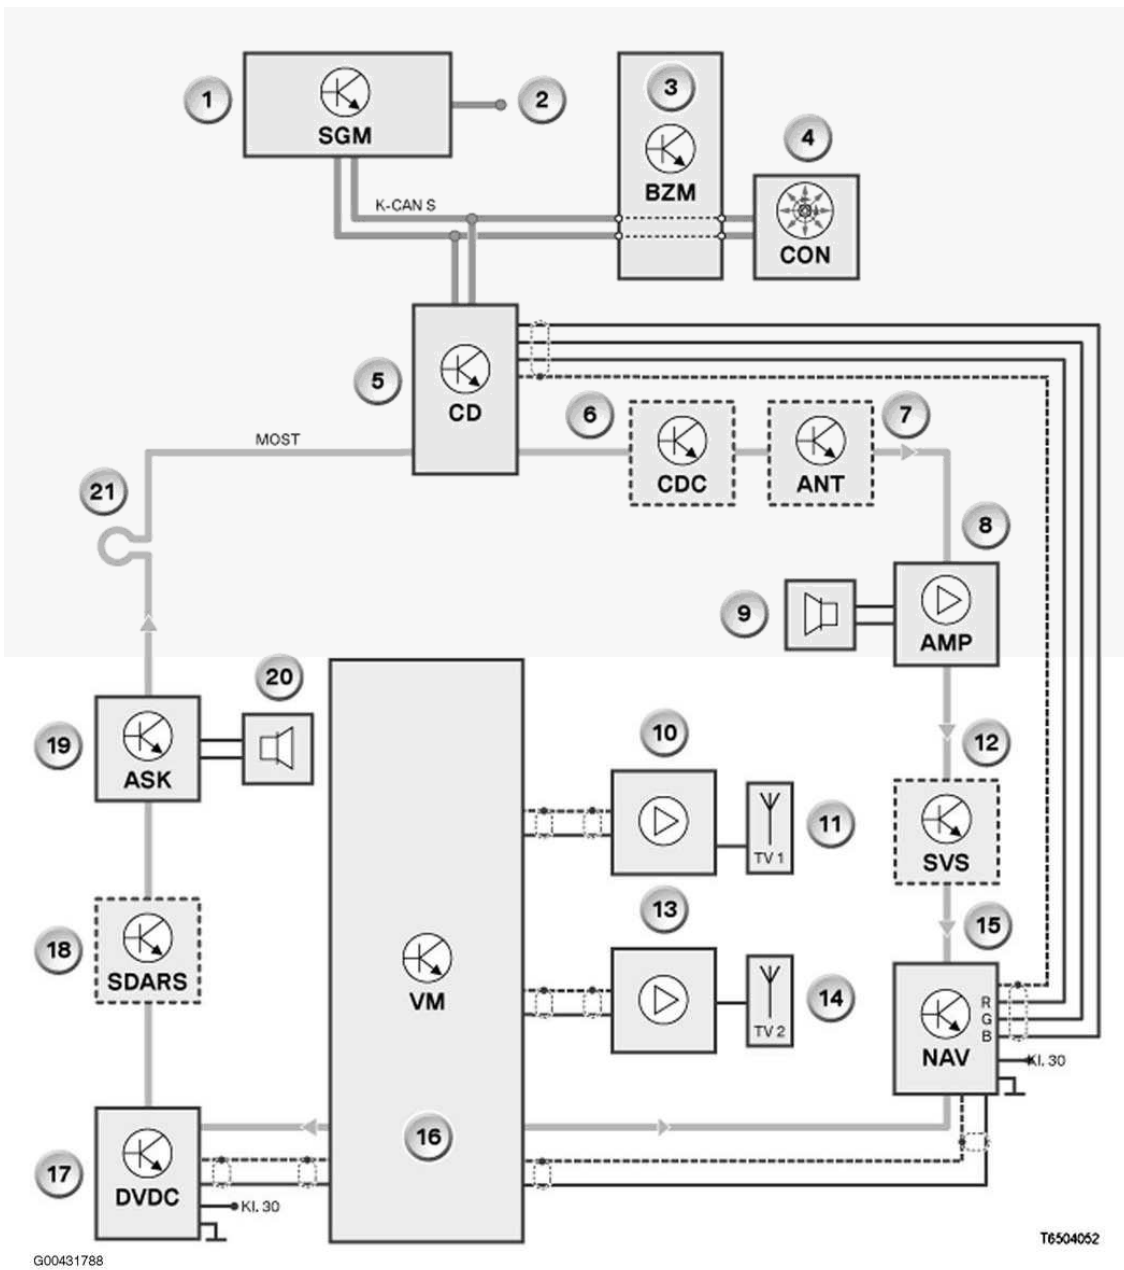 1
SGM
2
3
BZM
4
CON
K-CAN S
5
CD
6
CDC
ANT
7
MOST
21
8
AMP
9
20
19
ASK
10
TV 1
11
12
SVS
13
TV 2
14
15
R
G
B
NAV
Kl. 30
18
SDARS
VM
16
17
DVDC
Kl. 30
T6504052
G00431788